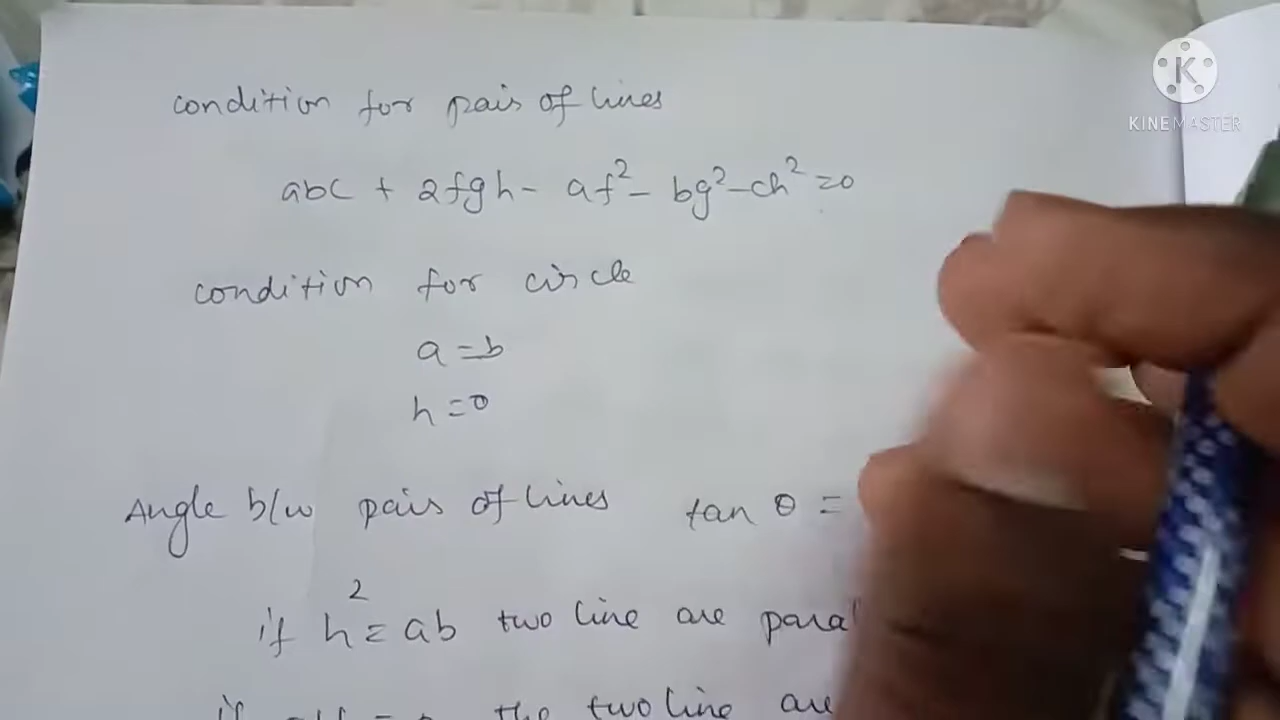 condition for pair of lines
K
KINEMASTER
abc + 2fgh - af² - bg² - ch² = 0
condition for circle
a = b
h = 0
Angle b/w pair of lines tan θ =
if h² = ab two line are paral
the two line are